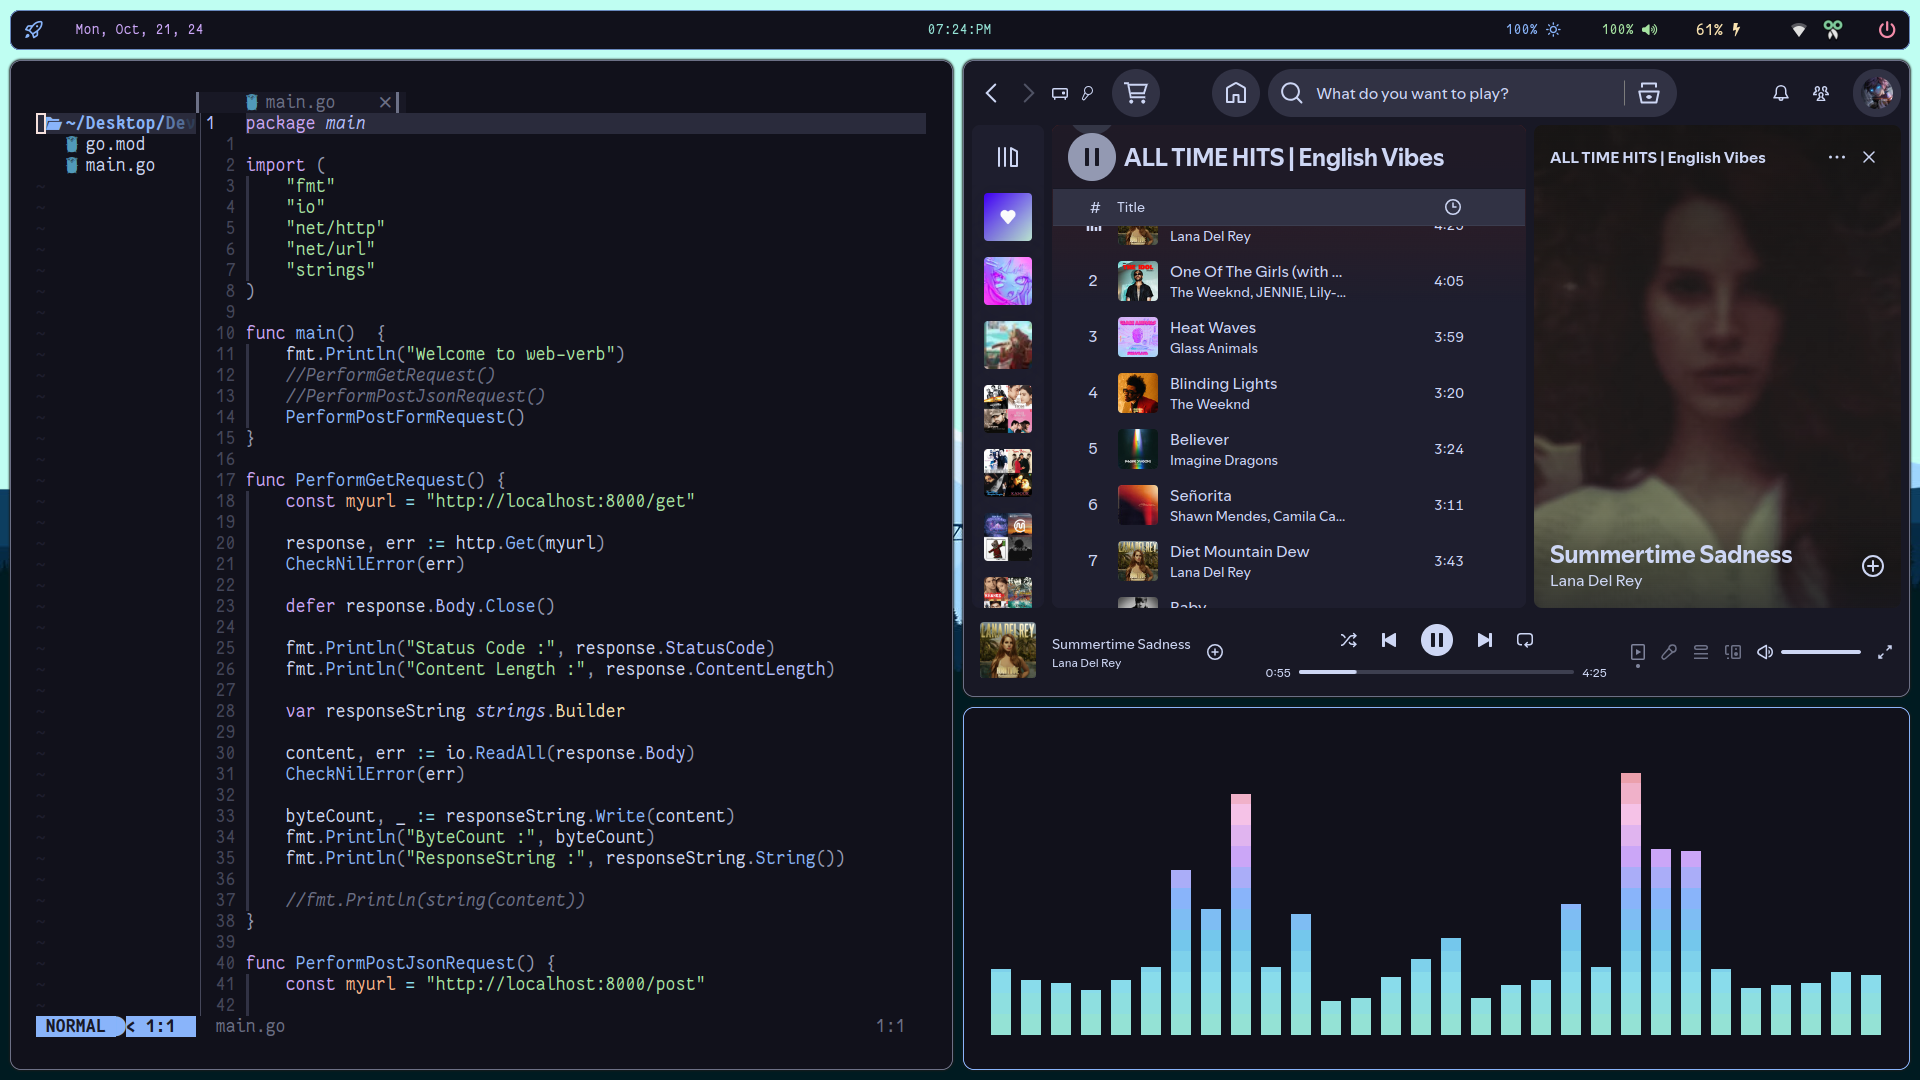 Mon, Oct, 21, 24
07:24:PM
100%
100%
61%
main.go
~/Desktop/Dev
go.mod
main.go
1 package main
1
2 import (
3 "fmt"
4 "io"
5 "net/http"
6 "net/url"
7 "strings"
8 )
9
10 func main()  {
11 fmt.Println("Welcome to web-verb")
12 //PerformGetRequest()
13 //PerformPostJsonRequest()
14 PerformPostFormRequest()
15 }
16
17 func PerformGetRequest() {
18 const myurl = "http://localhost:8000/get"
19
20 response, err := http.Get(myurl)
21 CheckNilError(err)
22
23 defer response.Body.Close()
24
25 fmt.Println("Status Code :", response.StatusCode)
26 fmt.Println("Content Length :", response.ContentLength)
27
28 var responseString strings.Builder
29
30 content, err := io.ReadAll(response.Body)
31 CheckNilError(err)
32
33 byteCount, _ := responseString.Write(content)
34 fmt.Println("ByteCount :", byteCount)
35 fmt.Println("ResponseString :", responseString.String())
36
37 //fmt.Println(string(content))
38 }
39
40 func PerformPostJsonRequest() {
41 const myurl = "http://localhost:8000/post"
42
NORMAL < 1:1 main.go 1:1
What do you want to play?
ALL TIME HITS | English Vibes
# Title
4:25
Lana Del Rey
2 One Of The Girls (with ... 4:05
The Weeknd, JENNIE, Lily-...
3 Heat Waves 3:59
Glass Animals
4 Blinding Lights 3:20
The Weeknd
5 Believer 3:24
Imagine Dragons
6 Señorita 3:11
Shawn Mendes, Camila Ca...
7 Diet Mountain Dew 3:43
Lana Del Rey
Baby
ALL TIME HITS | English Vibes
Summertime Sadness
Lana Del Rey
LANA DEL REY
Summertime Sadness
Lana Del Rey
0:55
4:25